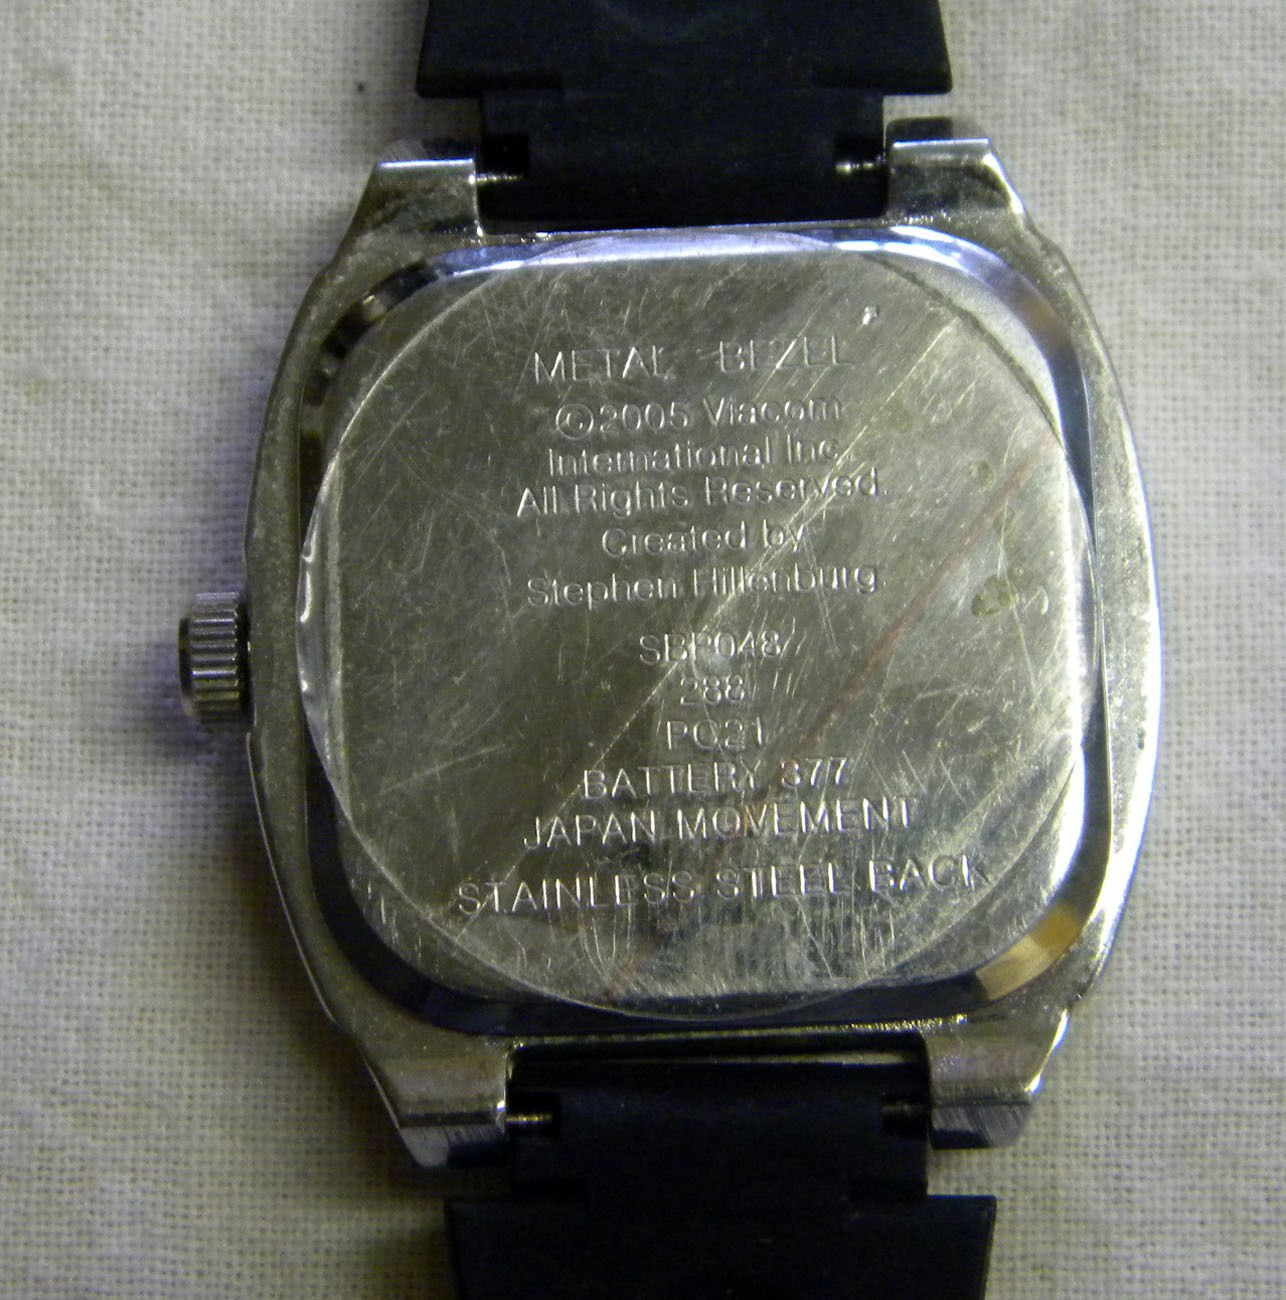 METAL BEZEL
©2005 Viacom
International Inc.
All Rights Reserved.
Created by
Stephen Hillenburg.
SBP048
288
PC21
BATTERY 377
JAPAN MOVEMENT
STAINLESS STEEL BACK